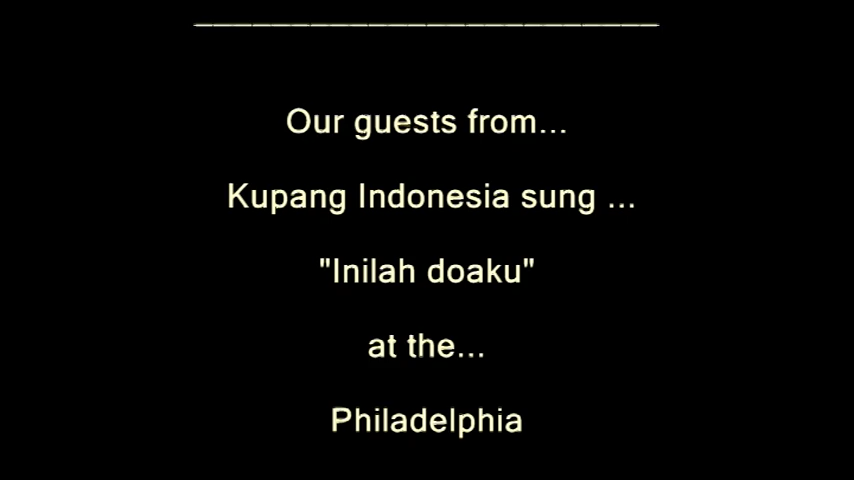 Our guests from...
Kupang Indonesia sung ...
"Inilah doaku"
at the...
Philadelphia